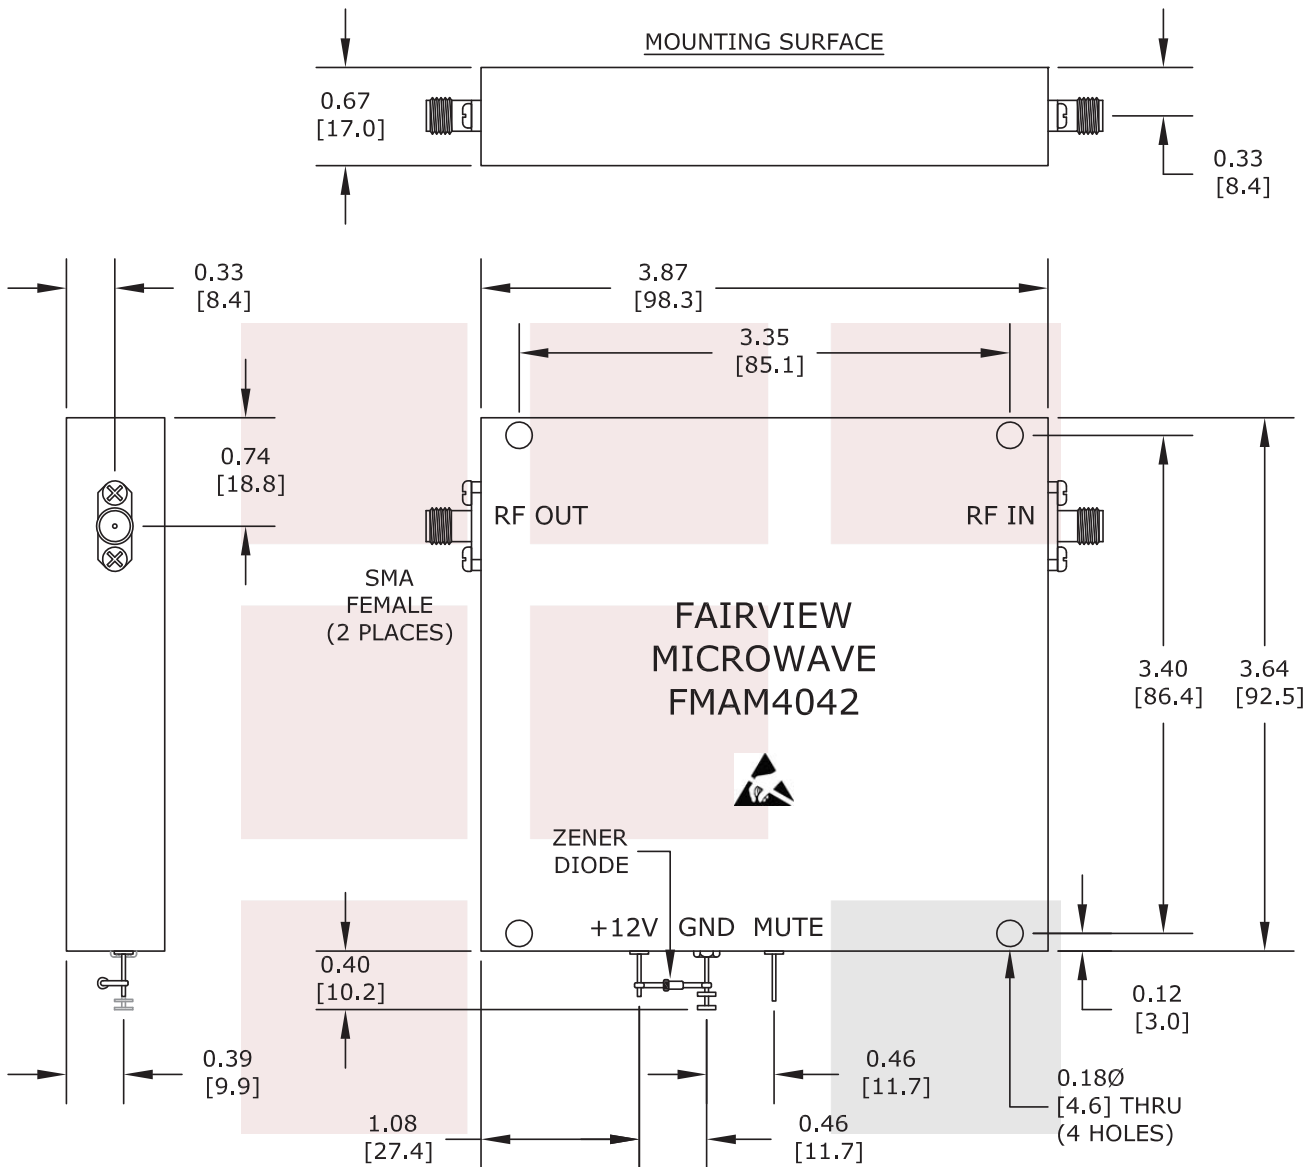 MOUNTING SURFACE
0.67
[17.0]
0.33
[8.4]
0.33
[8.4]
3.87
[98.3]
3.35
[85.1]
0.74
[18.8]
RF OUT
RF IN
SMA
FEMALE
(2 PLACES)
FAIRVIEW
MICROWAVE
FMAM4042
3.40
[86.4]
3.64
[92.5]
ZENER
DIODE
+12V GND MUTE
0.40
[10.2]
0.12
[3.0]
0.39
[9.9]
0.46
[11.7]
0.18Ø
[4.6] THRU
(4 HOLES)
1.08
[27.4]
0.46
[11.7]